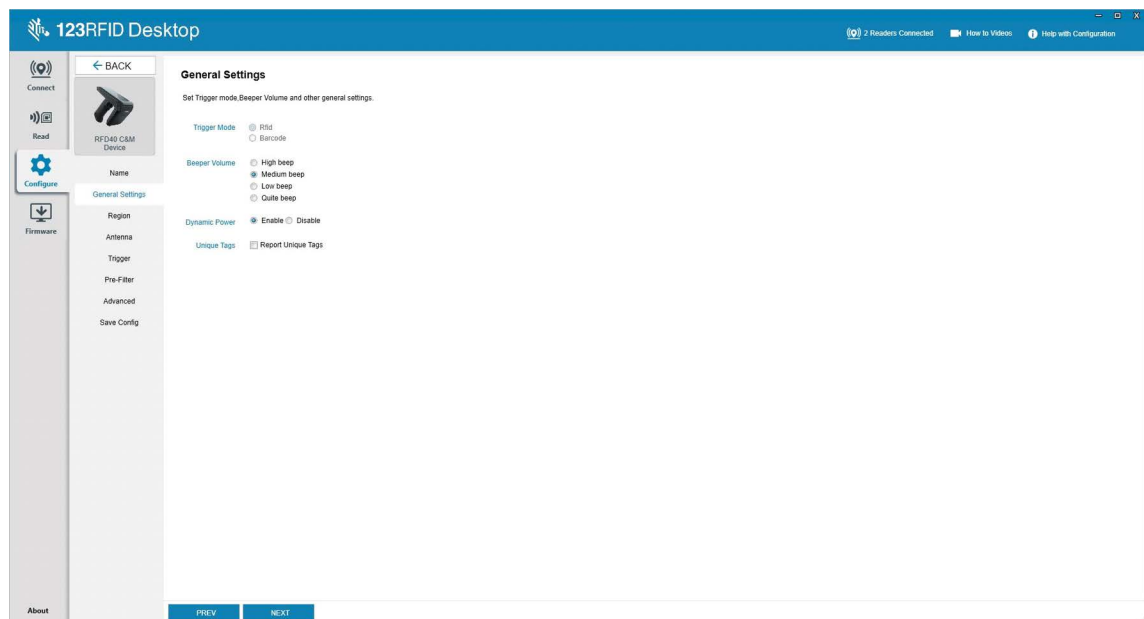 123RFID Desktop
2 Readers Connected
How to Videos
Help with Configuration
Connect
Read
Configure
Firmware
About
BACK
RFD40 C&M
Device
Name
General Settings
Region
Antenna
Trigger
Pre-Filter
Advanced
Save Config
General Settings
Set Trigger mode,Beeper Volume and other general settings.
Trigger Mode
Rfid
Barcode
Beeper Volume
High beep
Medium beep
Low beep
Quite beep
Dynamic Power
Enable
Disable
Unique Tags
Report Unique Tags
PREV
NEXT